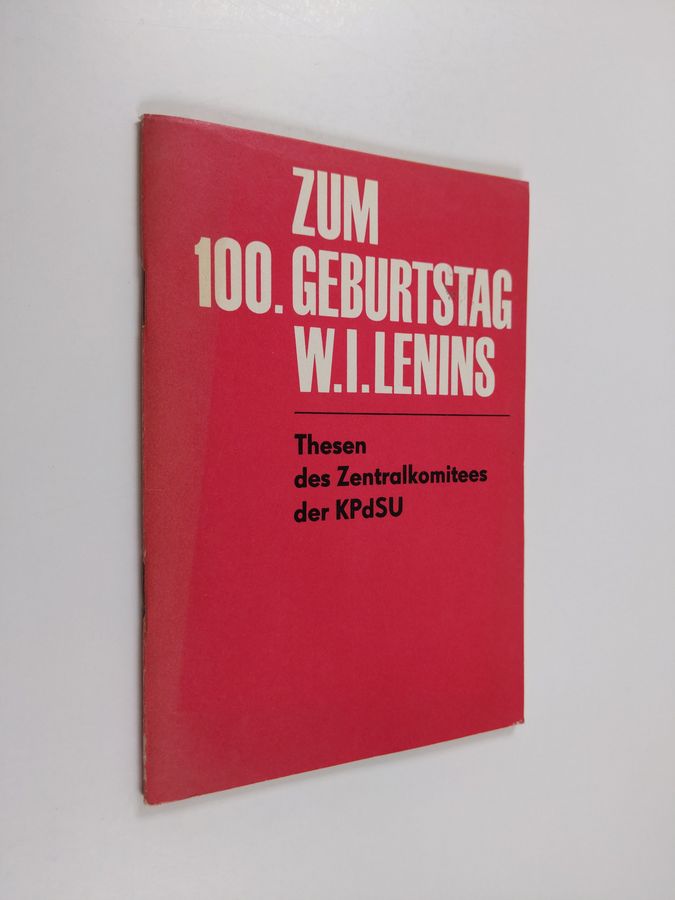 ZUM
100. GEBURTSTAG
W.I. LENINS
Thesen
des Zentralkomitees
der KPdSU